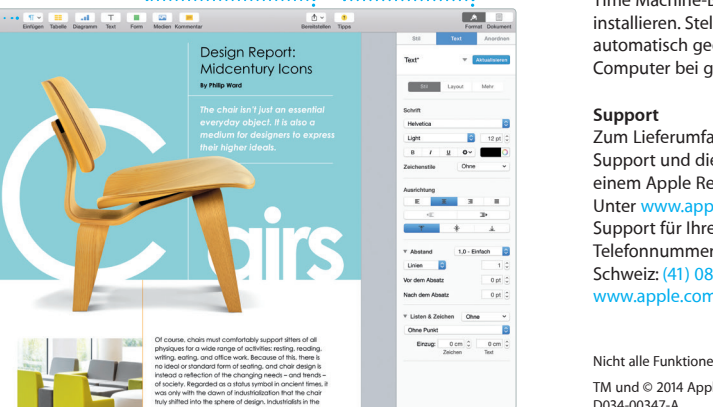 Einfügen Tabelle Diagramm Text Form Medien Kommentar Bereitstellen Tipps Format Dokument
Stil Text Anordnen
Text* Aktualisieren
Stil Layout Mehr
Schrift
Helvetica
Light 12 pt
B I U
Zeichenstile Ohne
Ausrichtung
Abstand 1,0 - Einfach
Linien 1
Vor dem Absatz 0 pt
Nach dem Absatz 0 pt
Listen & Zeichen Ohne
Ohne Punkt
Einzug: 0 cm 0 cm
Zeichen Text
Design Report:
Midcentury Icons
By Philip Ward
The chair isn't just an essential
everyday object. It is also a
medium for designers to express
their higher ideals.
C airs
Of course, chairs must comfortably support sitters of all
physiques for a wide range of activities: resting, reading,
writing, eating, and office work. Because of this, there is
no ideal or standard form of seating, and chair design is
instead a reflection of the changing needs – and trends –
of society. Regarded as a status symbol in ancient times, it
was only with the dawn of industrialization that the chair
truly shifted into the sphere of design. Industrialists in the
installieren. Stel
automatisch ge
Computer bei g
Support
Zum Lieferumfa
Support und die
einem Apple Re
Unter www.app
Support für Ihre
Telefonnummer
Schweiz: (41) 08
www.apple.com
Nicht alle Funktione
TM und © 2014 Appl
D034-00347-A